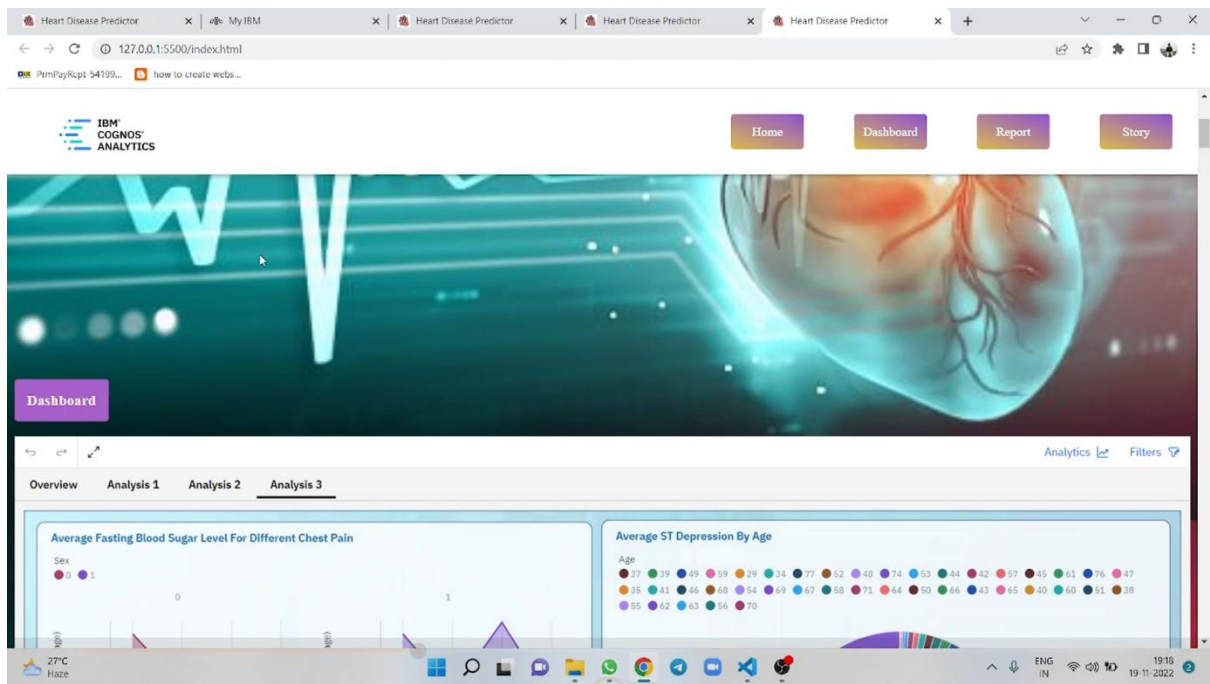 Heart Disease Predictor
My IBM
Heart Disease Predictor
Heart Disease Predictor
Heart Disease Predictor
127.0.0.1:5500/index.html
PrmPayRcpt-54199...
how to create webs...
IBM®
COGNOS®
ANALYTICS
Home
Dashboard
Report
Story
Dashboard
Analytics
Filters
Overview
Analysis 1
Analysis 2
Analysis 3
Average Fasting Blood Sugar Level For Different Chest Pain
Sex
0 1
0
1
Average ST Depression By Age
Age
37 39 49 59 29 34 77 52 48 74 53 44 42 57 45 61 76 47
35 41 46 68 54 69 67 58 71 64 50 66 43 65 40 60 51 38
55 62 63 56 70
27°C
Haze
ENG
IN
19:18
19-11-2022
2